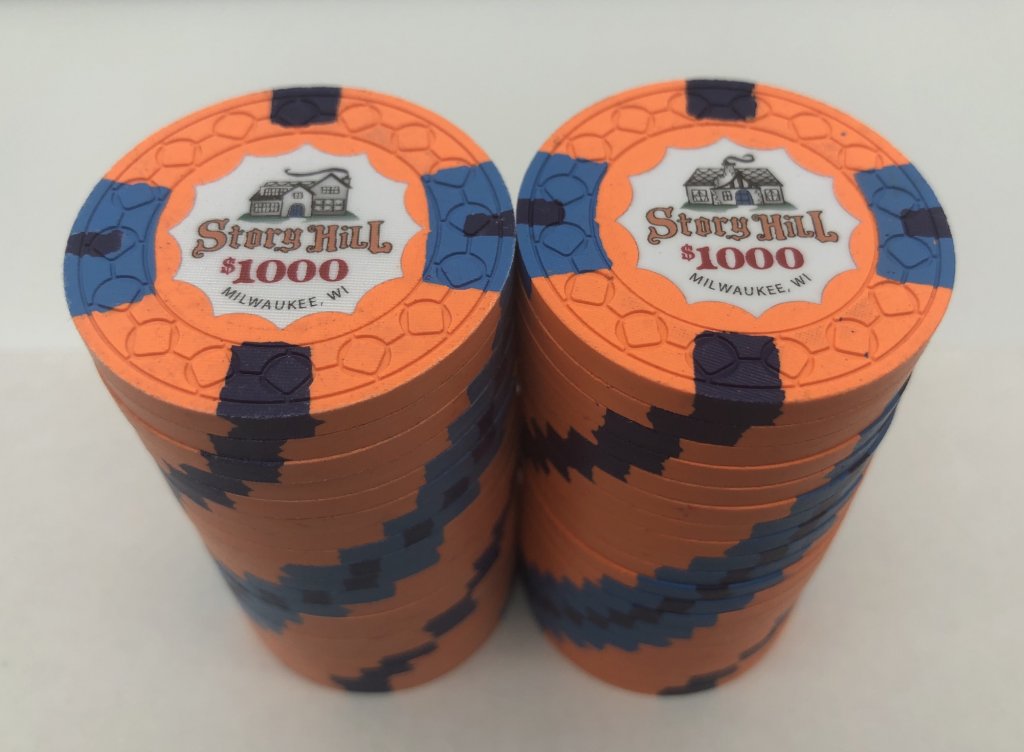 Story Hill
$1000
MILWAUKEE, WI
Story Hill
$1000
MILWAUKEE, WI